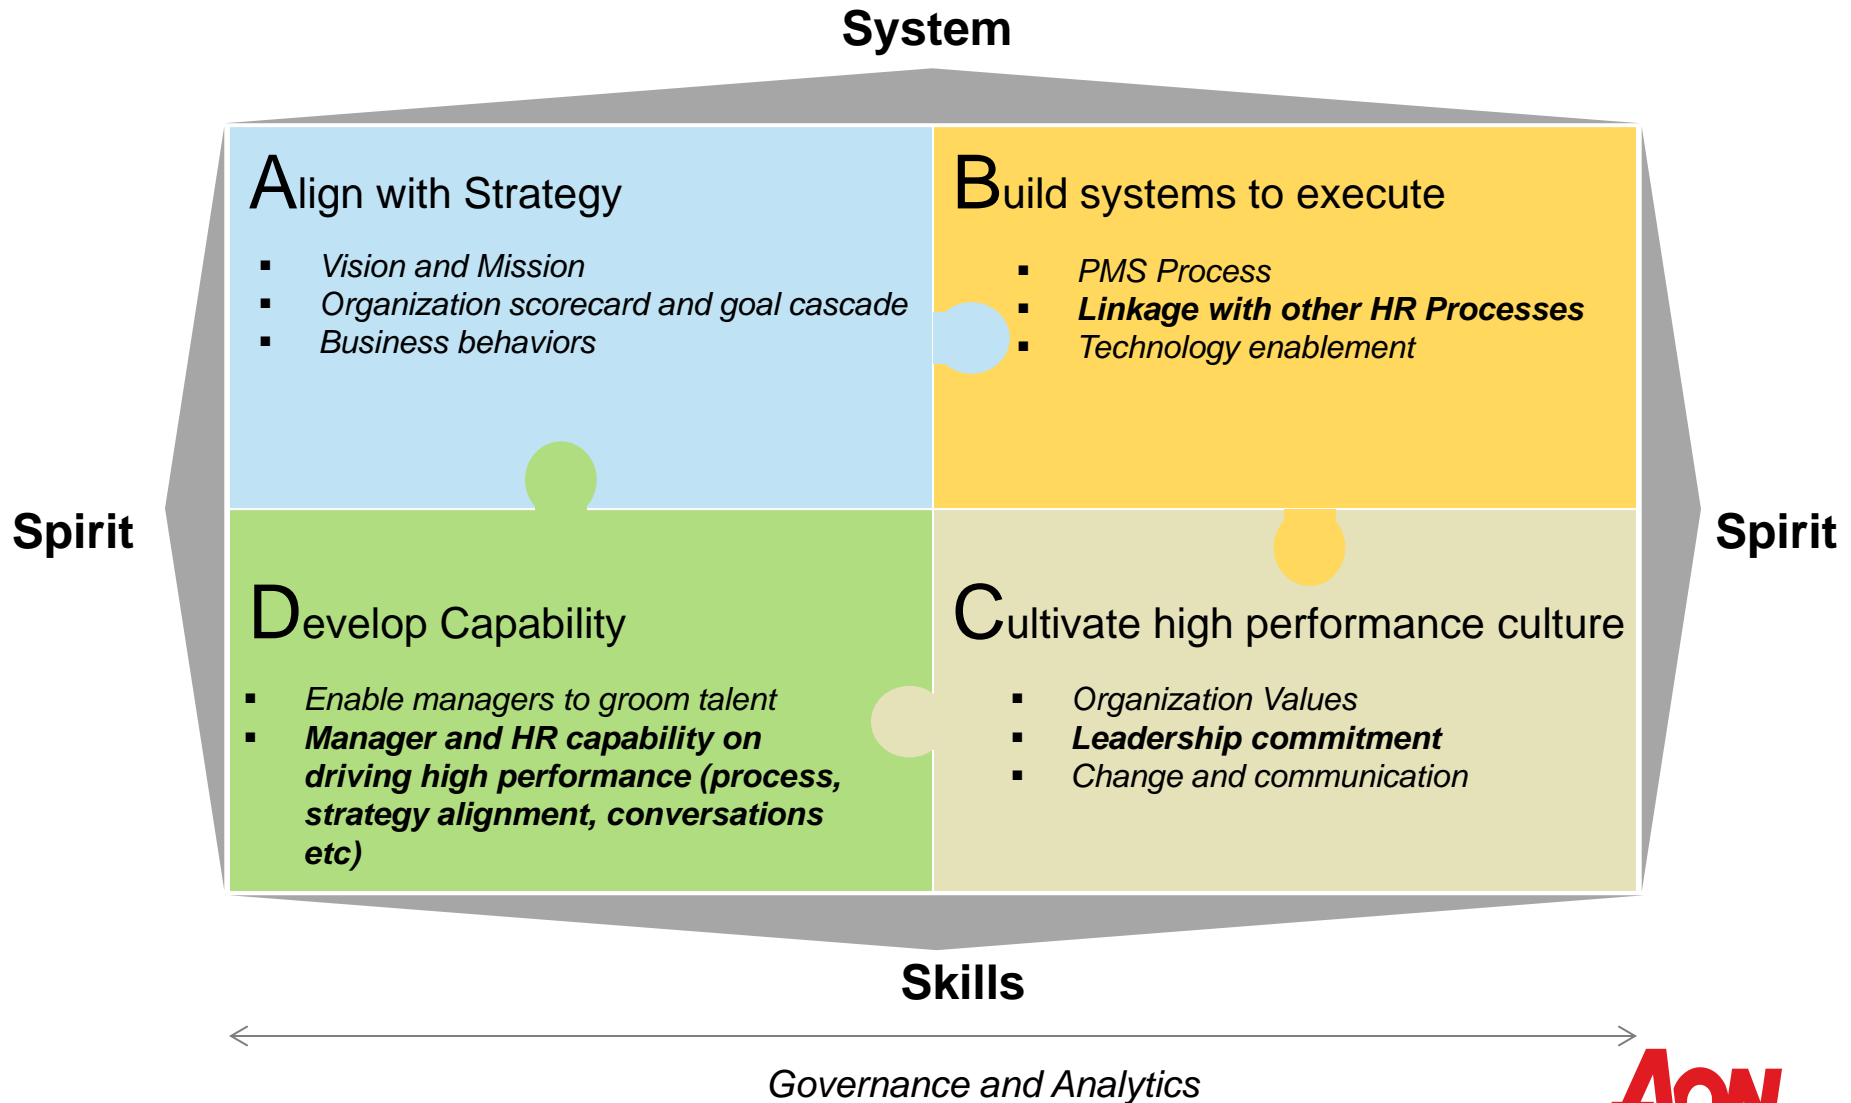 System
Align with Strategy
▪ Vision and Mission
▪ Organization scorecard and goal cascade
▪ Business behaviors
Build systems to execute
▪ PMS Process
▪ Linkage with other HR Processes
▪ Technology enablement
Spirit
Spirit
Develop Capability
▪ Enable managers to groom talent
▪ Manager and HR capability on
driving high performance (process,
strategy alignment, conversations
etc)
Cultivate high performance culture
▪ Organization Values
▪ Leadership commitment
▪ Change and communication
Skills
Governance and Analytics
AON